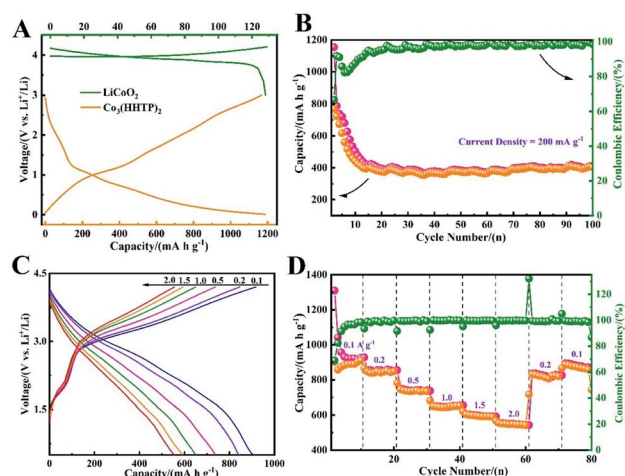 A
0 20 40 60 80 100 120
4
3
2
1
0
LiCoO₂
Co₃(HHTP)₂
Voltage/(V vs. Li⁺/Li)
0 200 400 600 800 1000 1200
Capacity/(mA h g⁻¹)
B
1200
1000
800
600
400
200
Capacity/(mA h g⁻¹)
Current Density = 200 mA g⁻¹
100
80
60
40
20
0
Coulombic Efficiency/(%)
10 20 30 40 50 60 70 80 90 100
Cycle Number/(n)
C
4.5
3.0
1.5
Voltage/(V vs. Li⁺/Li)
2.0 1.5 1.0 0.5 0.2 0.1
0 200 400 600 800 1000
Capacity/(mA h g⁻¹)
D
1400
1200
1000
800
600
400
Capacity/(mA h g⁻¹)
0.1 A g⁻¹
0.2
0.5
1.0
1.5
2.0
0.2
0.1
120
100
80
60
40
20
0
Coulombic Efficiency/(%)
20 40 60 80
Cycle Number/(n)